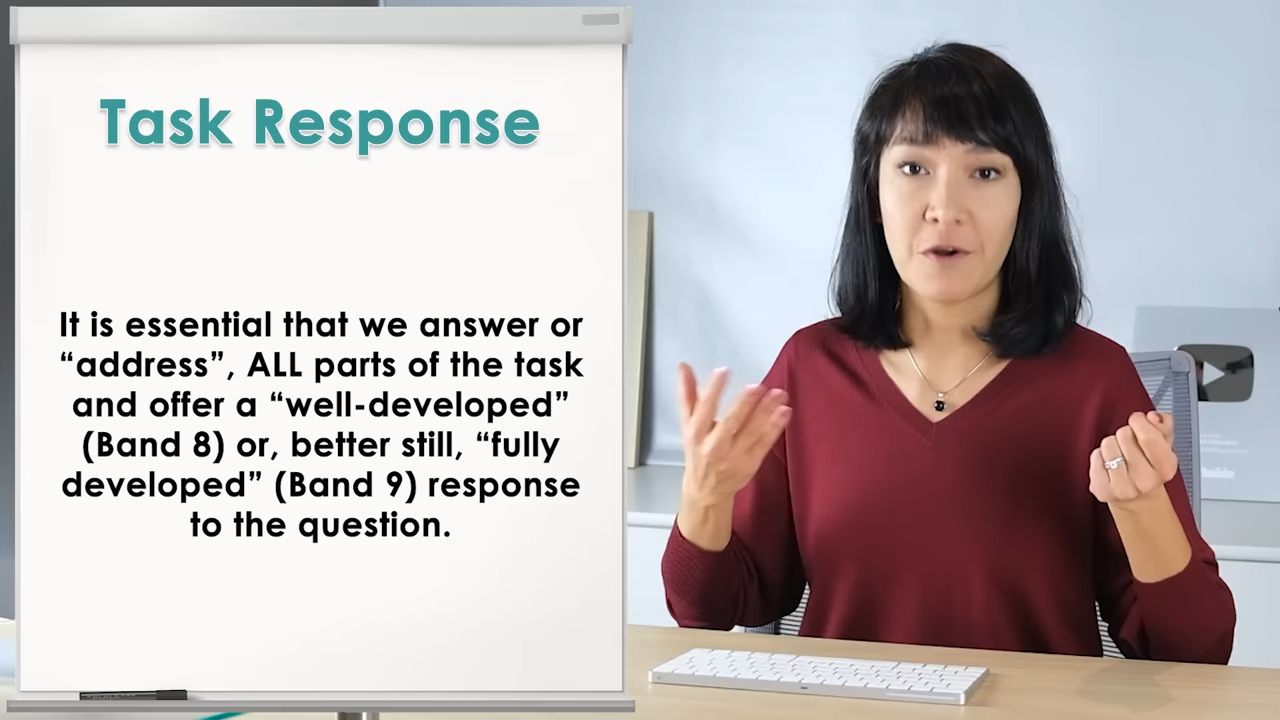 Task Response
It is essential that we answer or
“address”, ALL parts of the task
and offer a “well-developed”
(Band 8) or, better still, “fully
developed” (Band 9) response
to the question.